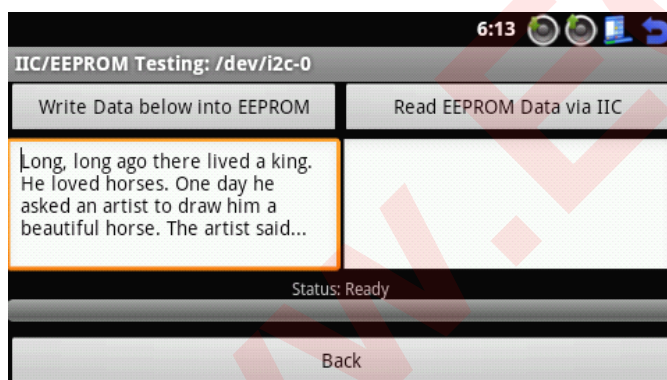 6:13
IIC/EEPROM Testing: /dev/i2c-0
Write Data below into EEPROM
Read EEPROM Data via IIC
Long, long ago there lived a king.
He loved horses. One day he
asked an artist to draw him a
beautiful horse. The artist said...
Status: Ready
Back